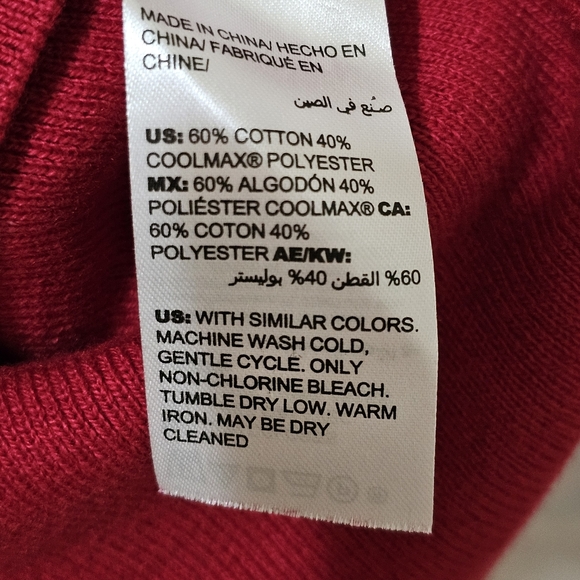 MADE IN CHINA/ HECHO EN
CHINA/ FABRIQUÉ EN
CHINE/
صنع في الصين
US: 60% COTTON 40%
COOLMAX® POLYESTER
MX: 60% ALGODÓN 40%
POLIÉSTER COOLMAX® CA:
60% COTON 40%
POLYESTER AE/KW:
60% القطن 40% بوليستر
US: WITH SIMILAR COLORS.
MACHINE WASH COLD,
GENTLE CYCLE. ONLY
NON-CHLORINE BLEACH.
TUMBLE DRY LOW. WARM
IRON. MAY BE DRY
CLEANED